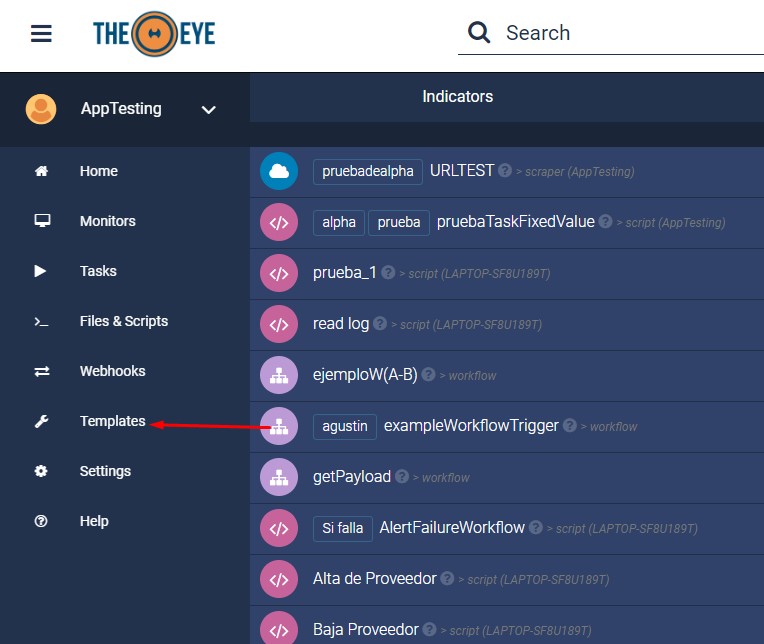 THE EYE
Search
AppTesting
Indicators
Home
Monitors
Tasks
Files & Scripts
Webhooks
Templates
Settings
Help
pruebadealpha URLTEST ? > scraper (AppTesting)
alpha prueba pruebaTaskFixedValue ? > script (AppTesting)
prueba_1 ? > script (LAPTOP-SF8U189T)
read log ? > script (LAPTOP-SF8U189T)
ejemploW(A-B) ? > workflow
agustin exampleWorkflowTrigger ? > workflow
getPayload ? > workflow
Si falla AlertFailureWorkflow ? > script (LAPTOP-SF8U189T)
Alta de Proveedor ? > script (LAPTOP-SF8U189T)
Baja Proveedor ? > script (LAPTOP-SF8U189T)